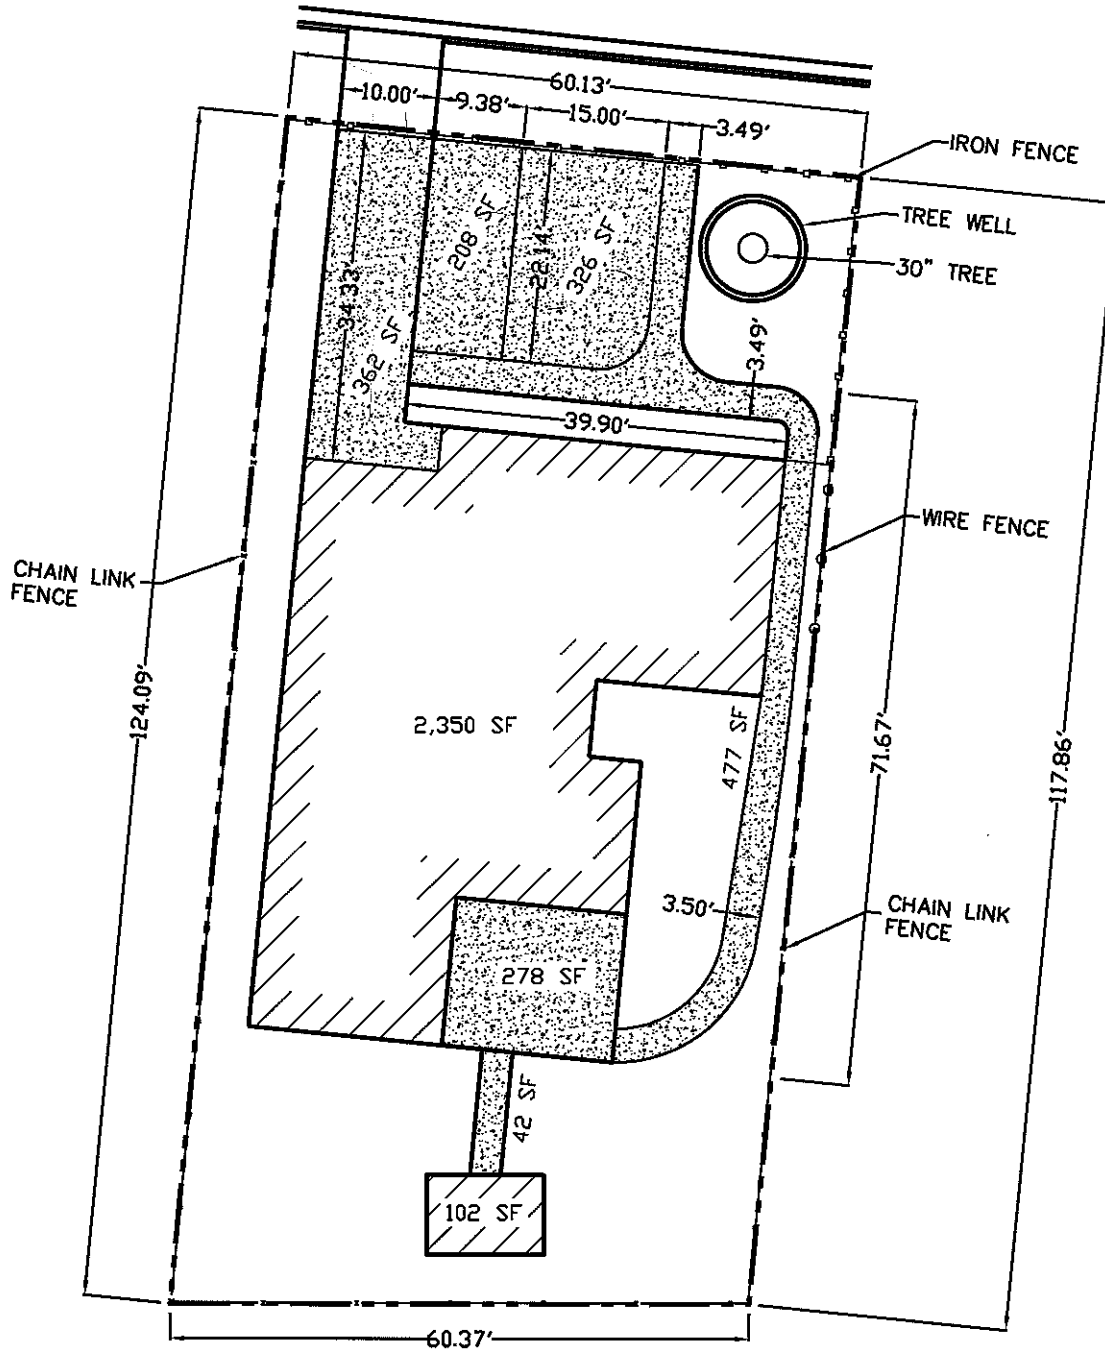 60.13'
10.00'
9.38'
15.00'
3.49'
IRON FENCE
TREE WELL
30" TREE
208 SF
22.14'
326 SF
34.33'
362 SF
3.49'
39.90'
WIRE FENCE
CHAIN LINK
FENCE
124.09'
2,350 SF
477 SF
71.67'
117.86'
3.50'
CHAIN LINK
FENCE
278 SF
42 SF
102 SF
60.37'